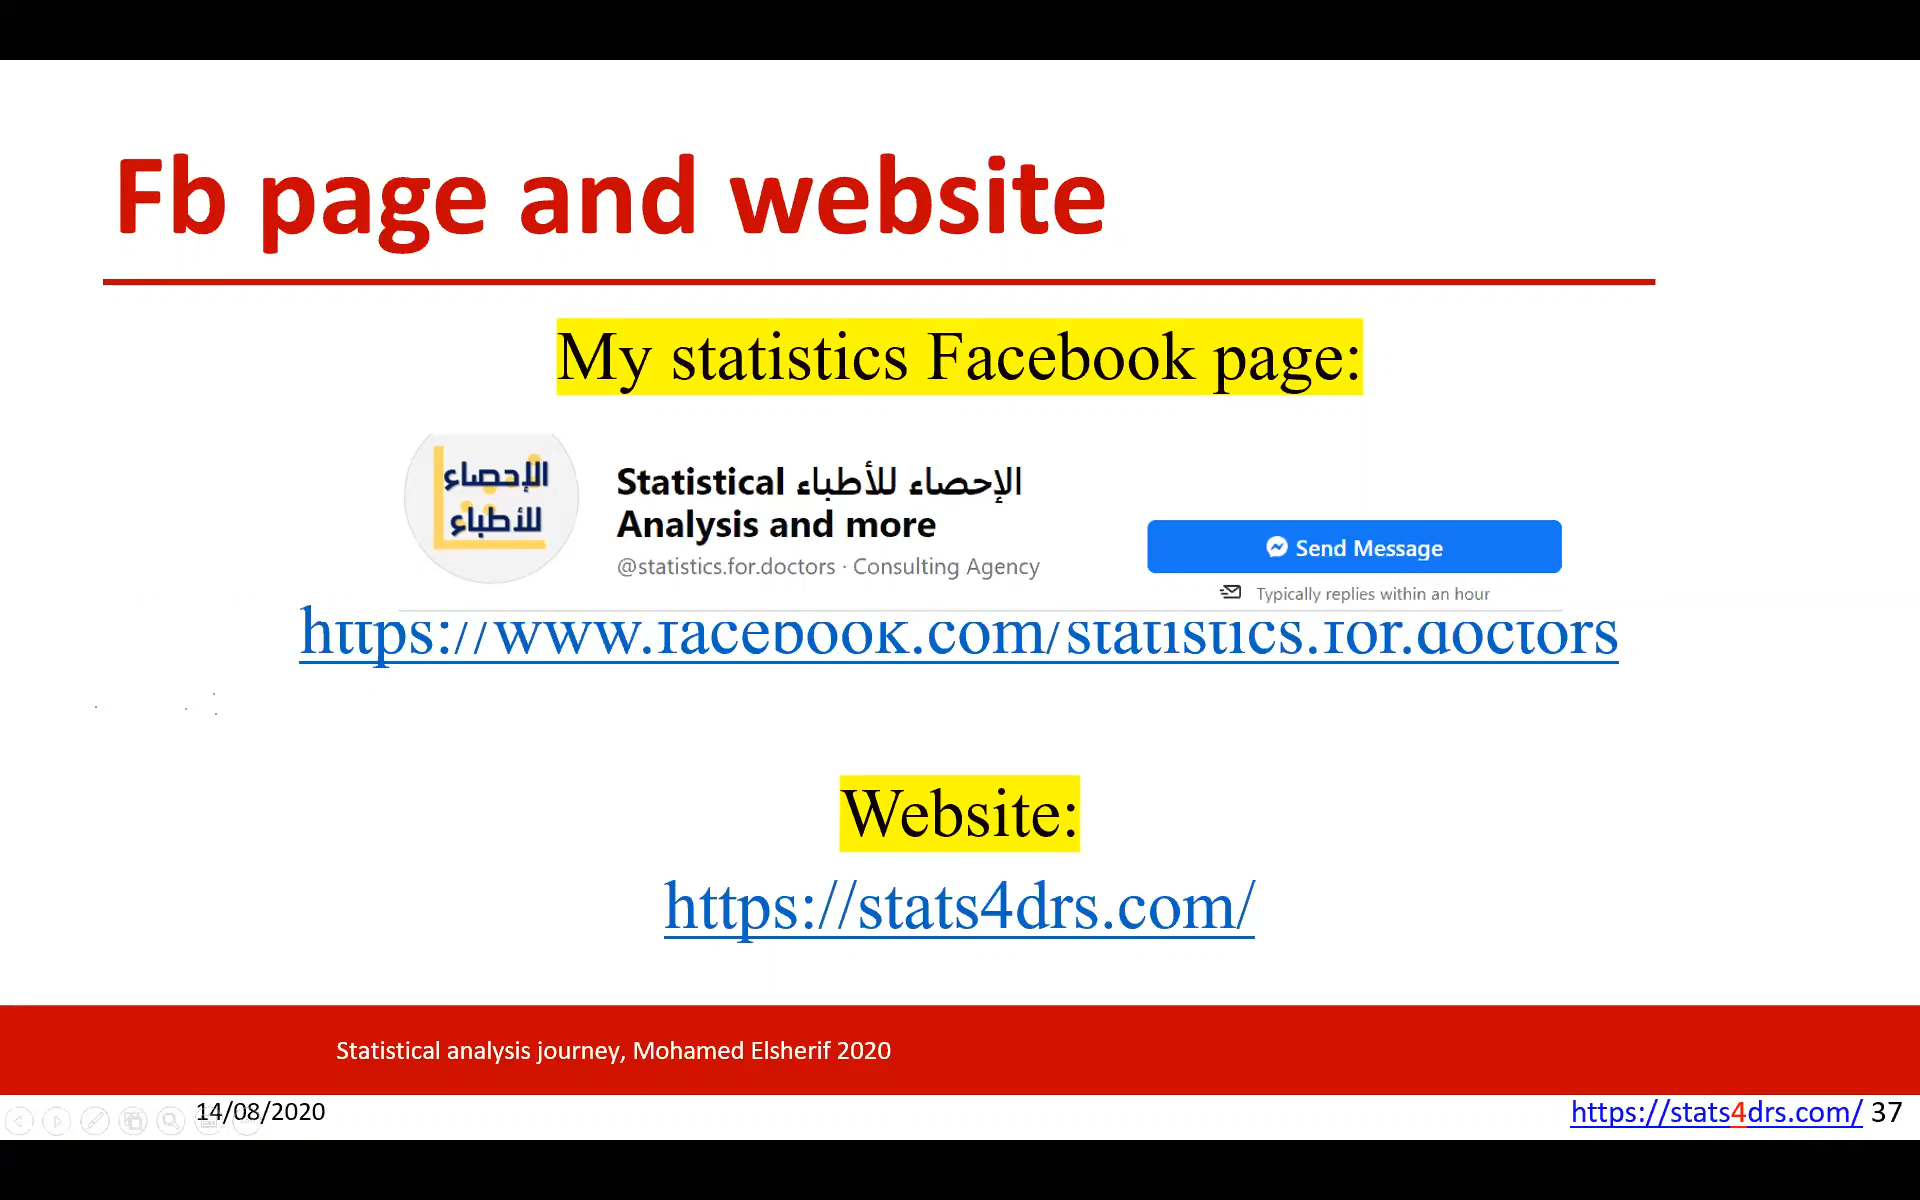 Fb page and website
My statistics Facebook page:
الإحصاء
للأطباء
Statistical الإحصاء للأطباء
Analysis and more
@statistics.for.doctors · Consulting Agency
Send Message
Typically replies within an hour
https://www.facebook.com/statistics.for.doctors
Website:
https://stats4drs.com/
Statistical analysis journey, Mohamed Elsherif 2020
14/08/2020
https://stats4drs.com/ 37